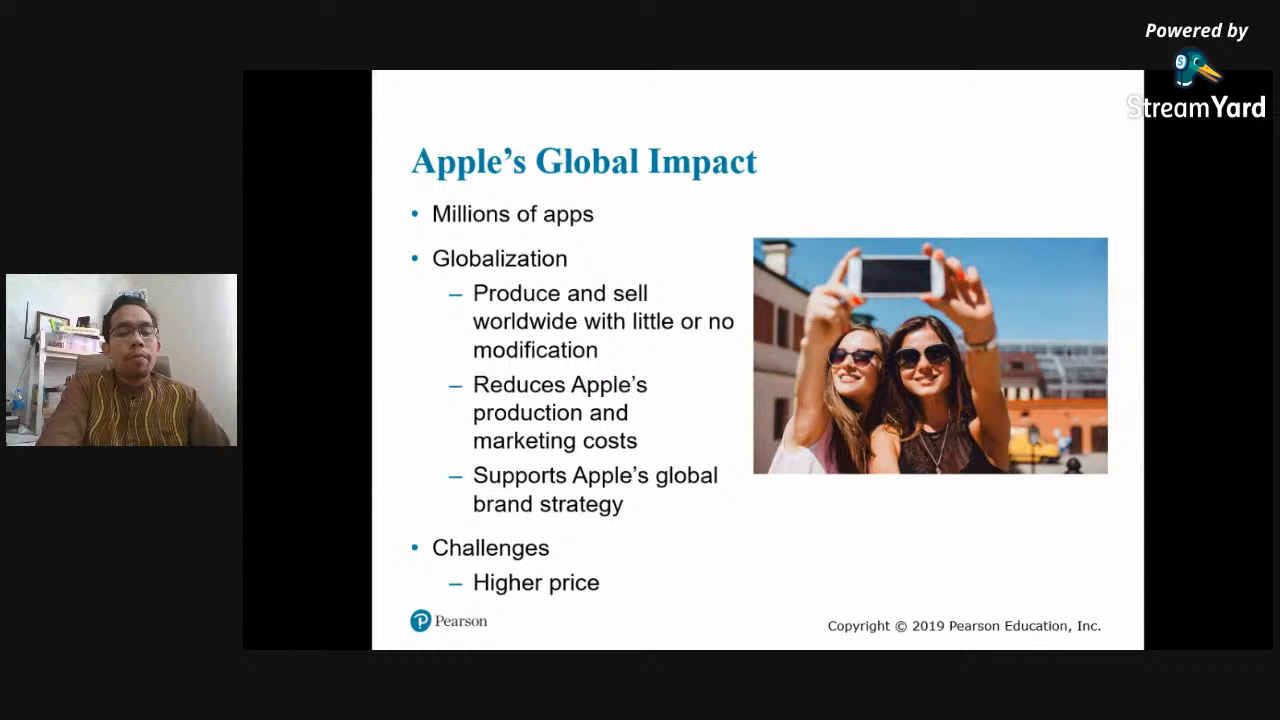 Powered by
StreamYard
Apple's Global Impact
• Millions of apps
• Globalization
– Produce and sell
worldwide with little or no
modification
– Reduces Apple's
production and
marketing costs
– Supports Apple's global
brand strategy
• Challenges
– Higher price
Pearson
Copyright © 2019 Pearson Education, Inc.